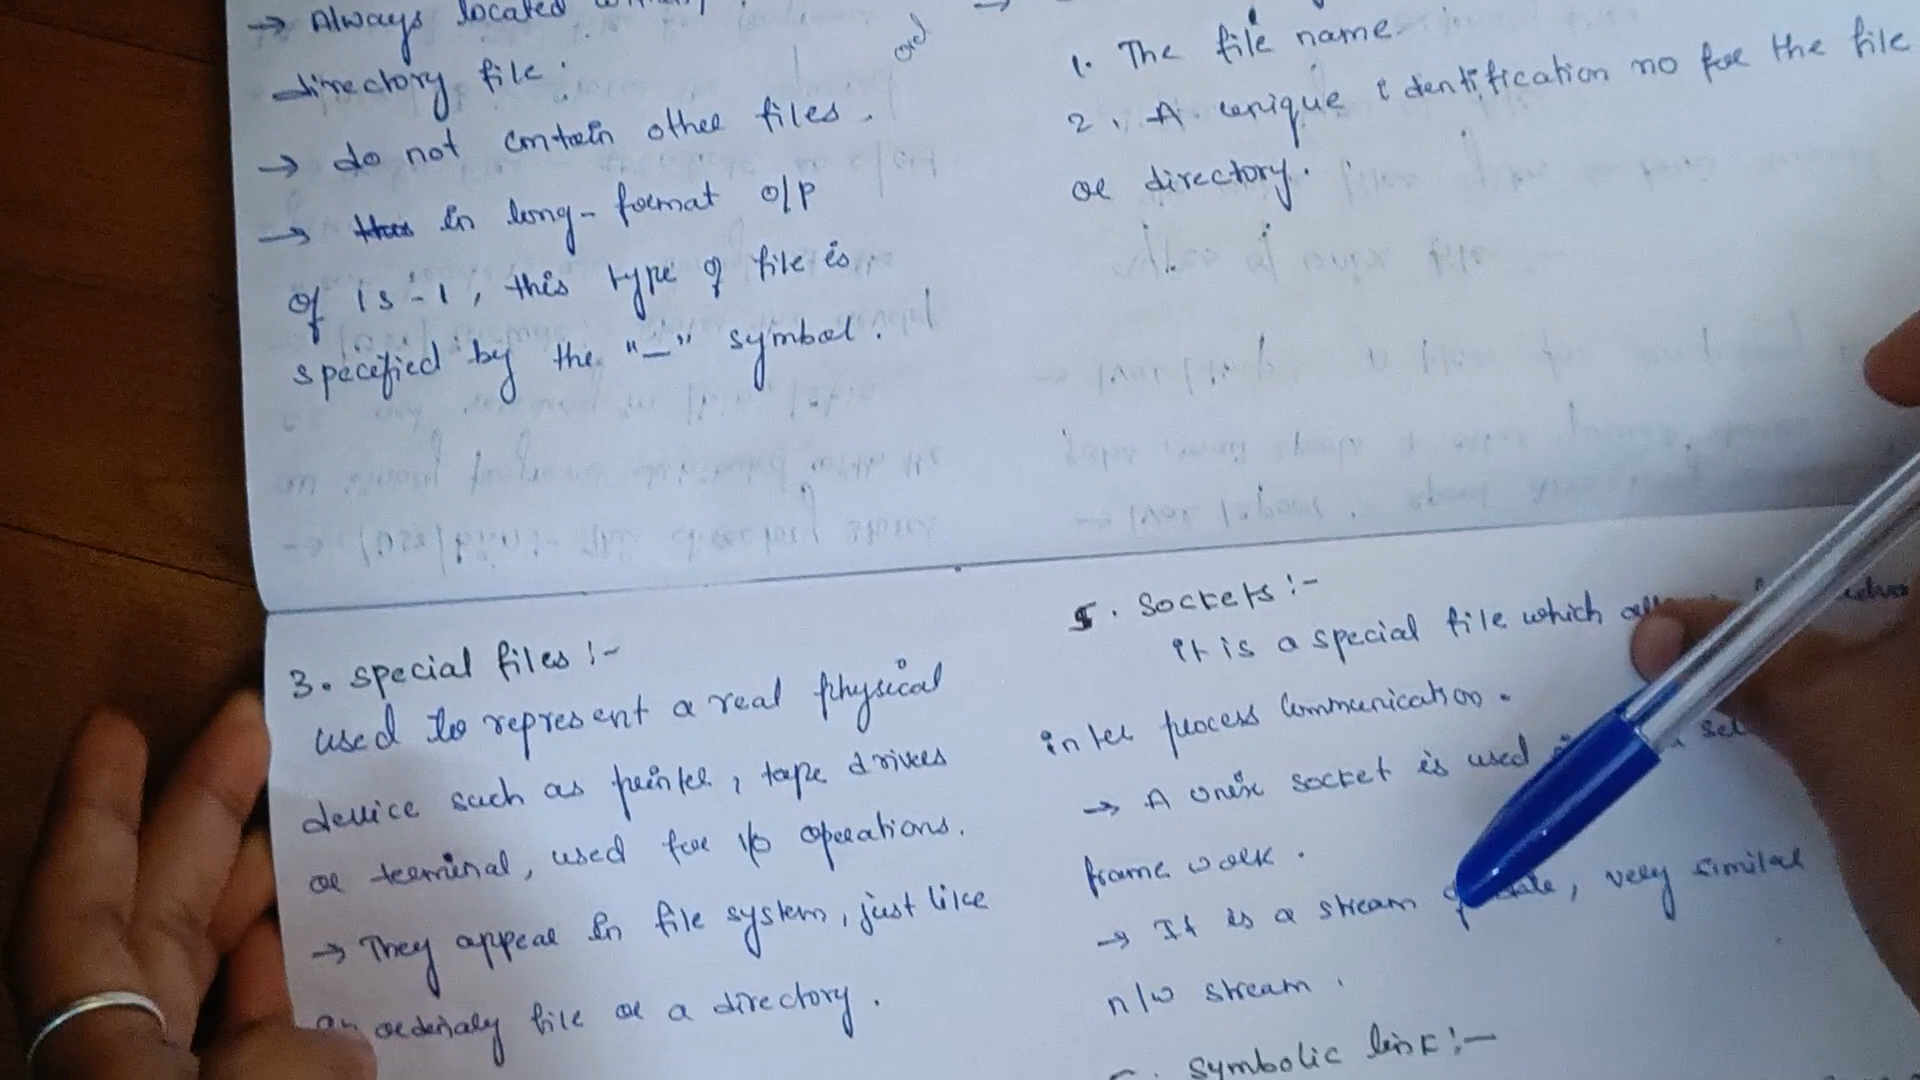 → Always located
directory file.
→ do not contain other files.
→ in long-format o/p
of ls-l, this type of file is
specified by the "_" symbol.
or
1. The file name
2. A unique identification no for the file
or directory.
3. special files :-
used to represent a real physical
device such as printer, tape drives
or terminal, used for I/O operations.
→ They appear in file system, just like
an ordinary file or a directory.
5. Sockets :-
it is a special file which
inter process communication.
→ A Unix socket is used
frame work.
→ It is a stream very similar
n/w stream.
symbolic link :-